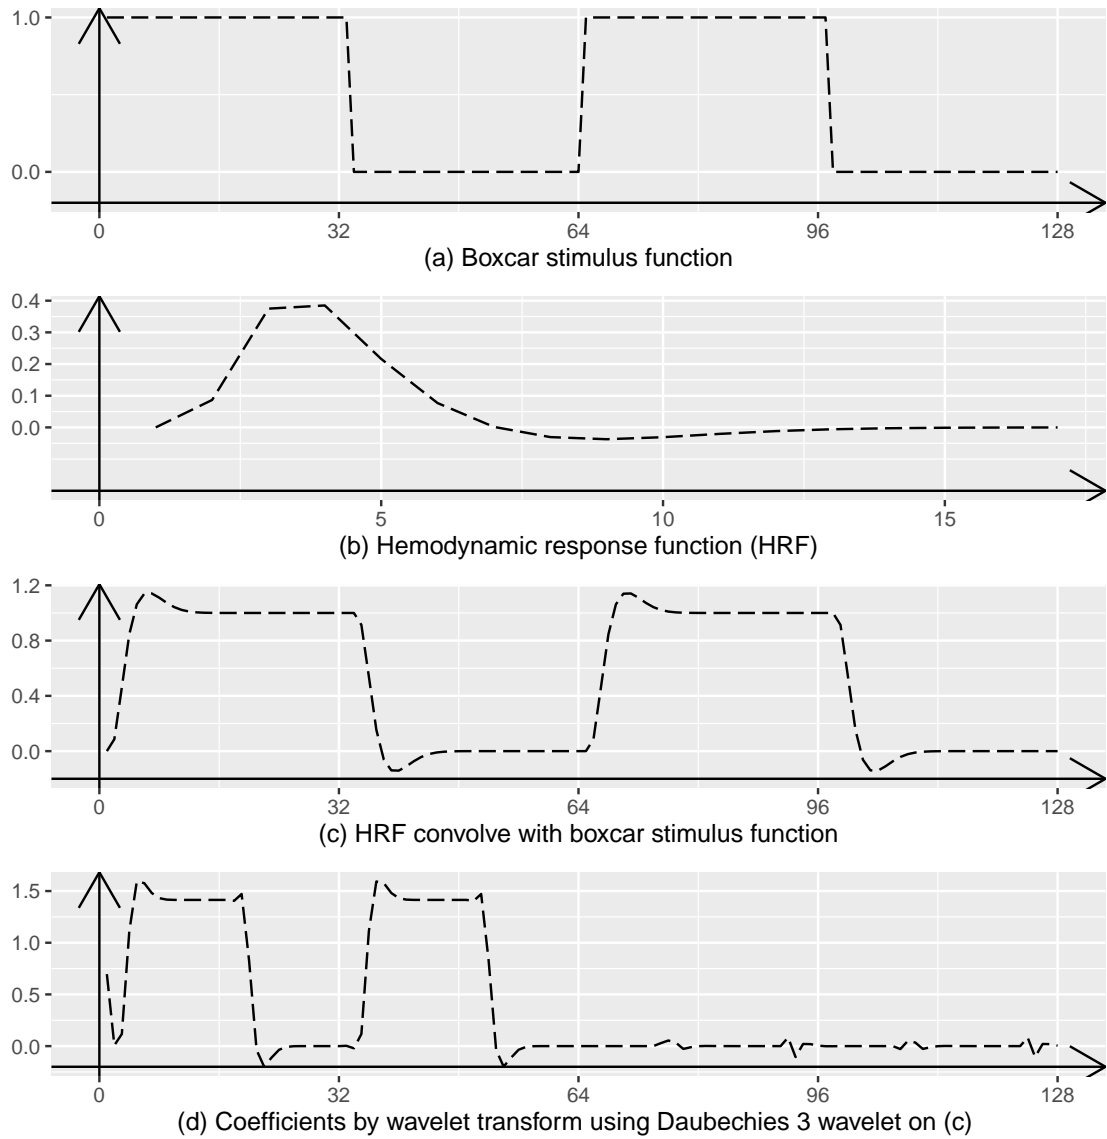 1.0
0.0
0 32 64 96 128
(a) Boxcar stimulus function
0.4
0.3
0.2
0.1
0.0
0 5 10 15
(b) Hemodynamic response function (HRF)
1.2
0.8
0.4
0.0
0 32 64 96 128
(c) HRF convolve with boxcar stimulus function
1.5
1.0
0.5
0.0
0 32 64 96 128
(d) Coefficients by wavelet transform using Daubechies 3 wavelet on (c)